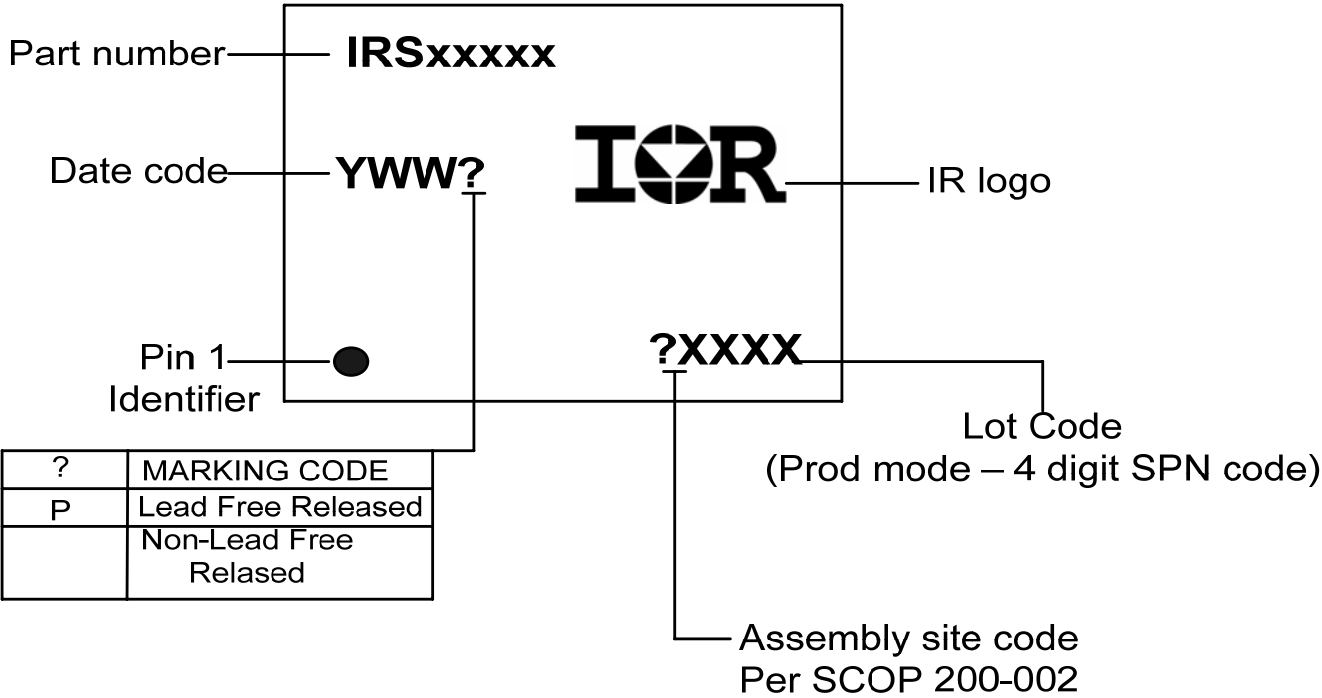 Part number
IRSxxxxx
Date code
YWW?
IOR
IR logo
Pin 1
Identifier
?XXXX
Lot Code
(Prod mode – 4 digit SPN code)
? MARKING CODE
P Lead Free Released
Non-Lead Free
Relased
Assembly site code
Per SCOP 200-002